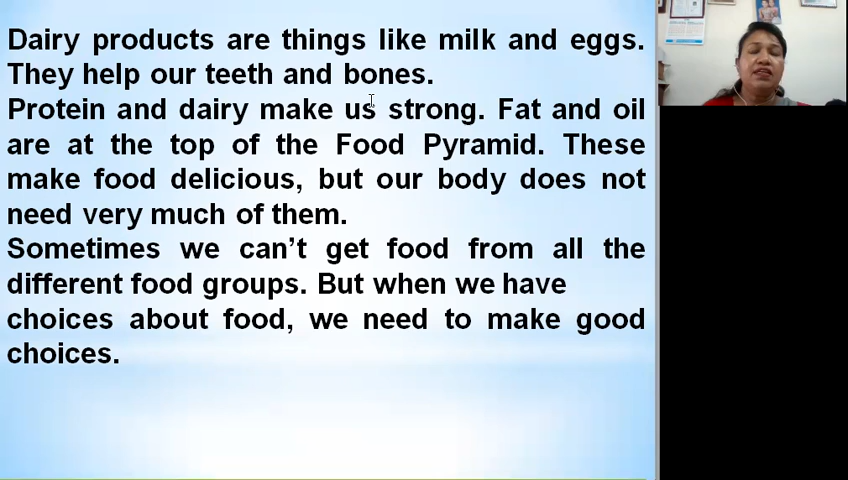 Dairy products are things like milk and eggs.
They help our teeth and bones.
Protein and dairy make us strong. Fat and oil
are at the top of the Food Pyramid. These
make food delicious, but our body does not
need very much of them.
Sometimes we can’t get food from all the
different food groups. But when we have
choices about food, we need to make good
choices.